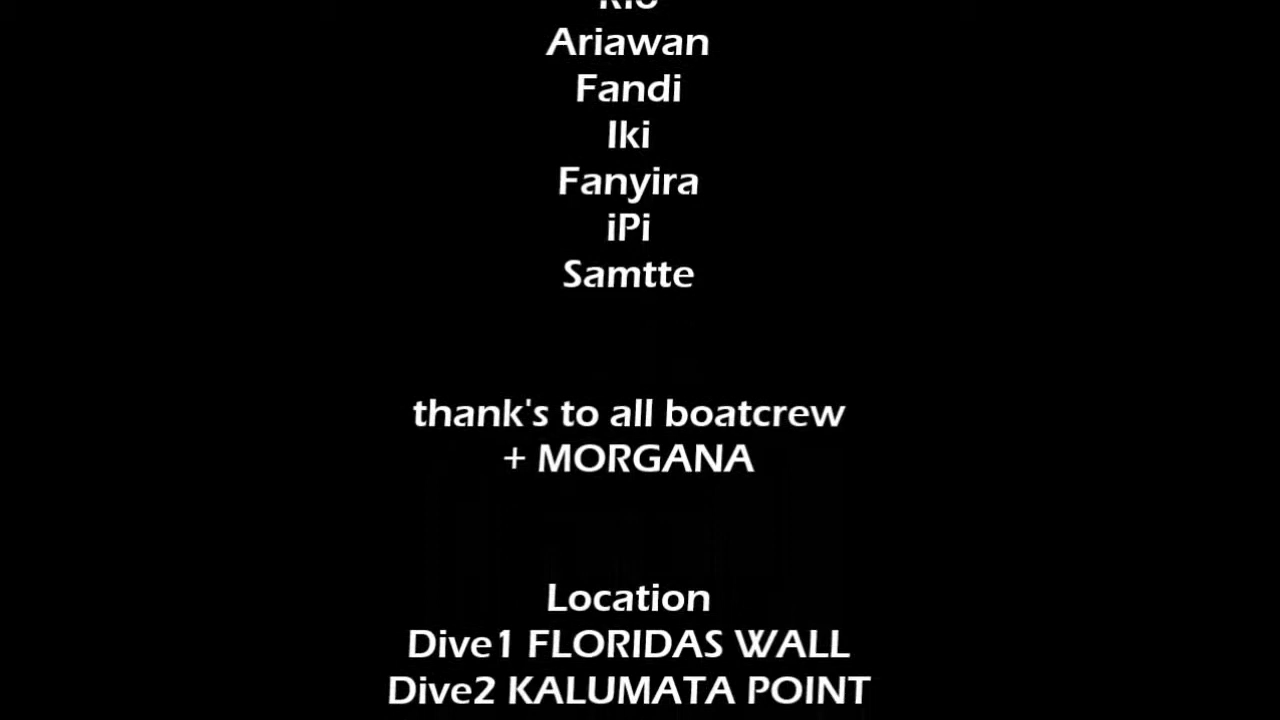 Ariawan
Fandi
Iki
Fanyira
iPi
Samtte
thank's to all boatcrew
+ MORGANA
Location
Dive1 FLORIDAS WALL
Dive2 KALUMATA POINT